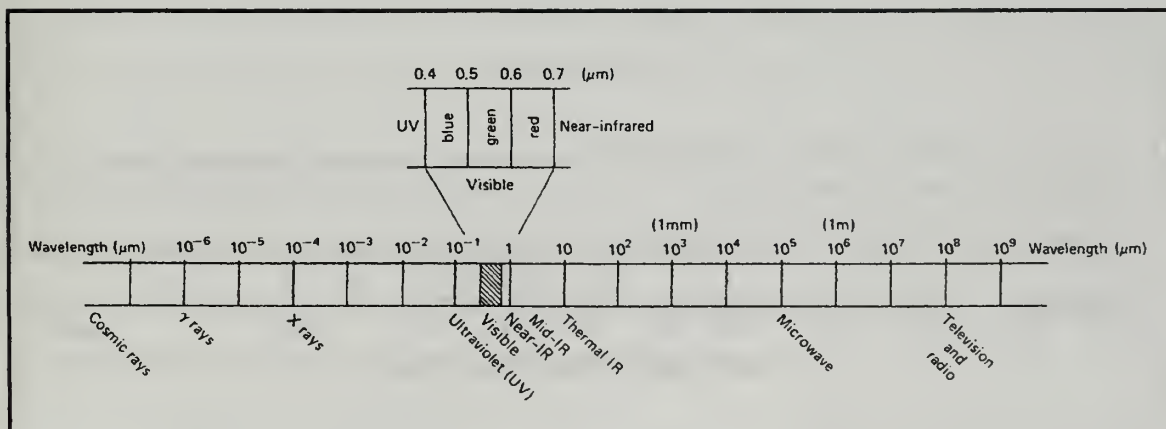 0.4 0.5 0.6 0.7 (μm)
UV blue green red Near-infrared
Visible
(1mm) (1m)
Wavelength (μm) 10⁻⁶ 10⁻⁵ 10⁻⁴ 10⁻³ 10⁻² 10⁻¹ 1 10 10² 10³ 10⁴ 10⁵ 10⁶ 10⁷ 10⁸ 10⁹ Wavelength (μm)
Cosmic rays
γ rays
X rays
Ultraviolet (UV)
Visible
Near-IR
Mid-IR
Thermal IR
Microwave
Television
and
radio